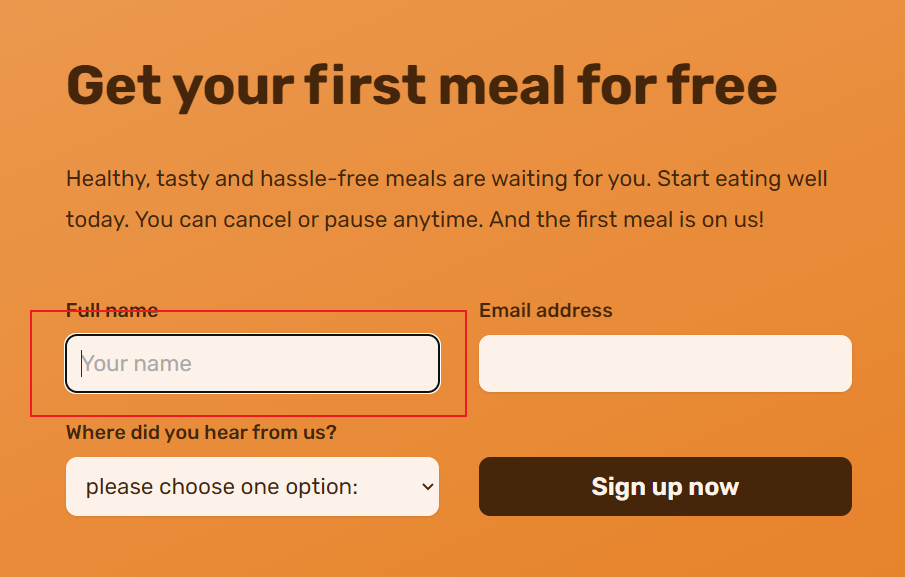 Get your first meal for free
Healthy, tasty and hassle-free meals are waiting for you. Start eating well
today. You can cancel or pause anytime. And the first meal is on us!
Full name
Email address
Your name
Where did you hear from us?
please choose one option:
Sign up now